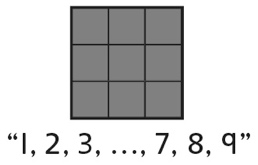 “1, 2, 3, ..., 7, 8, 9”